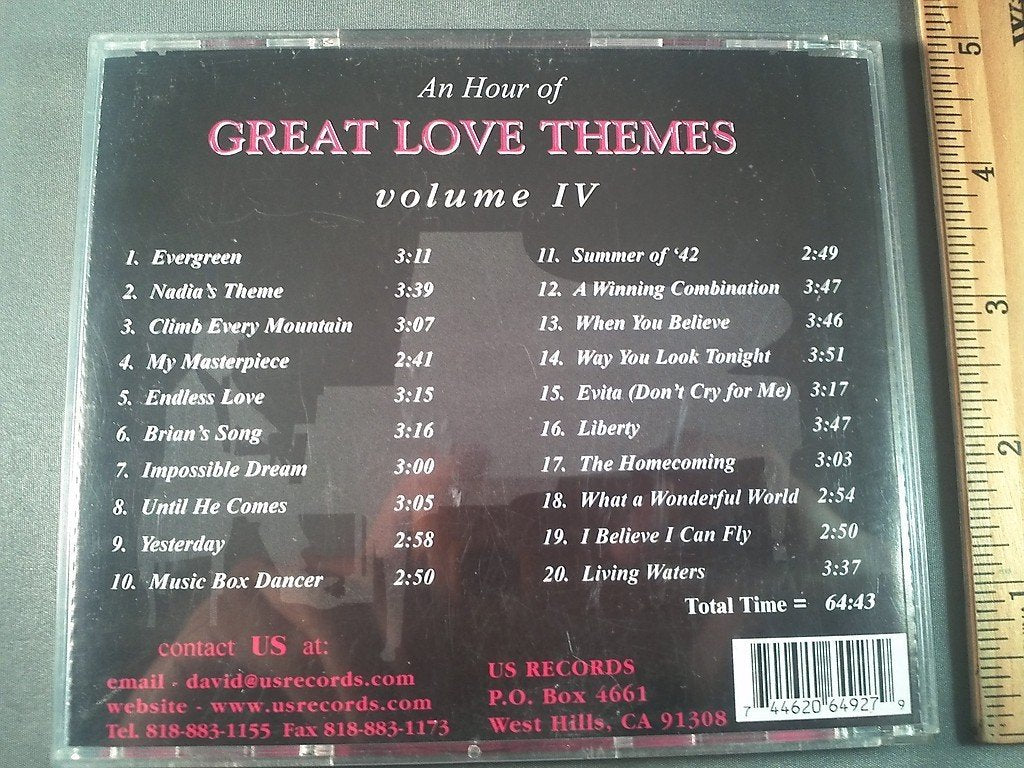 An Hour of
GREAT LOVE THEMES
volume IV
1. Evergreen 3:11
2. Nadia's Theme 3:39
3. Climb Every Mountain 3:07
4. My Masterpiece 2:41
5. Endless Love 3:15
6. Brian's Song 3:16
7. Impossible Dream 3:00
8. Until He Comes 3:05
9. Yesterday 2:58
10. Music Box Dancer 2:50
11. Summer of '42 2:49
12. A Winning Combination 3:47
13. When You Believe 3:46
14. Way You Look Tonight 3:51
15. Evita (Don't Cry for Me) 3:17
16. Liberty 3:47
17. The Homecoming 3:03
18. What a Wonderful World 2:54
19. I Believe I Can Fly 2:50
20. Living Waters 3:37
Total Time = 64:43
contact US at:
email - david@usrecords.com
website - www.usrecords.com
Tel. 818-883-1155 Fax 818-883-1173
US RECORDS
P.O. Box 4661
West Hills, CA 91308
7 44620 64927 9
5
4
3
2
1